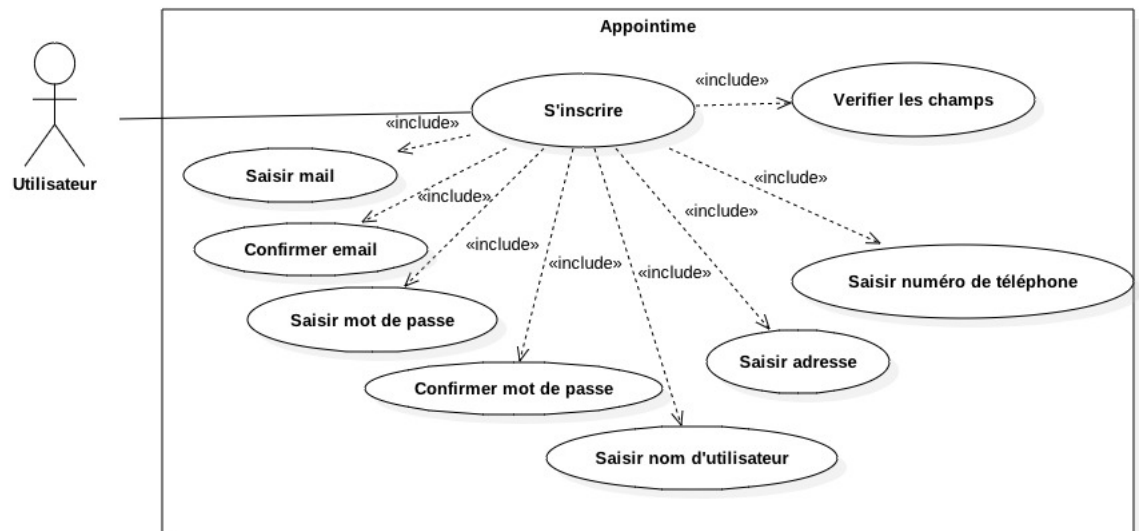 Appointime
«include»
S'inscrire
Verifier les champs
«include»
Saisir mail
Utilisateur
«include»
«include»
«include»
Confirmer email
«include»
«include»
«include»
Saisir numéro de téléphone
Saisir mot de passe
Saisir adresse
Confirmer mot de passe
Saisir nom d'utilisateur